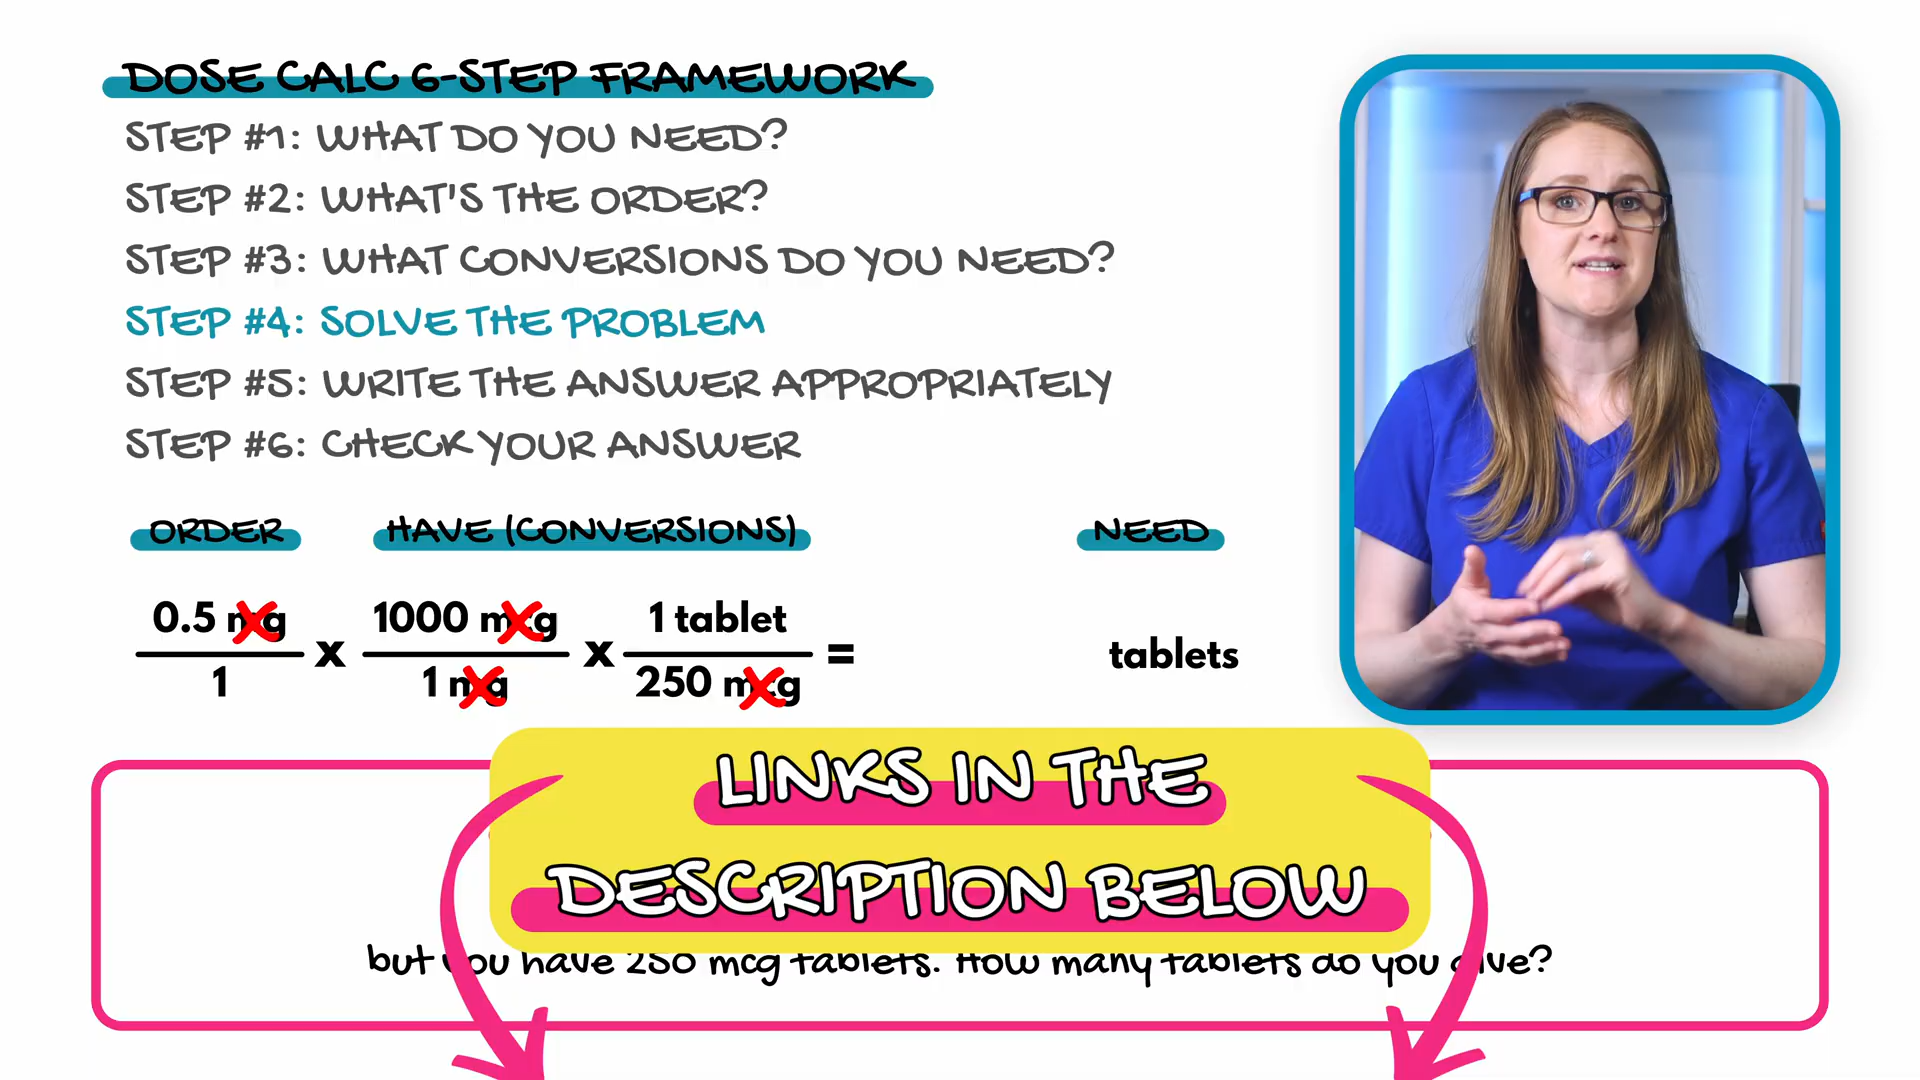 DOSE CALC 6-STEP FRAMEWORK
STEP #1: WHAT DO YOU NEED?
STEP #2: WHAT'S THE ORDER?
STEP #3: WHAT CONVERSIONS DO YOU NEED?
STEP #4: SOLVE THE PROBLEM
STEP #5: WRITE THE ANSWER APPROPRIATELY
STEP #6: CHECK YOUR ANSWER
ORDER HAVE (CONVERSIONS) NEED
0.5 mg 1000 mcg 1 tablet
x x = tablets
1 1 mg 250 mcg
LINKS IN THE
DESCRIPTION BELOW
but you have 250 mcg tablets. How many tablets do you give?